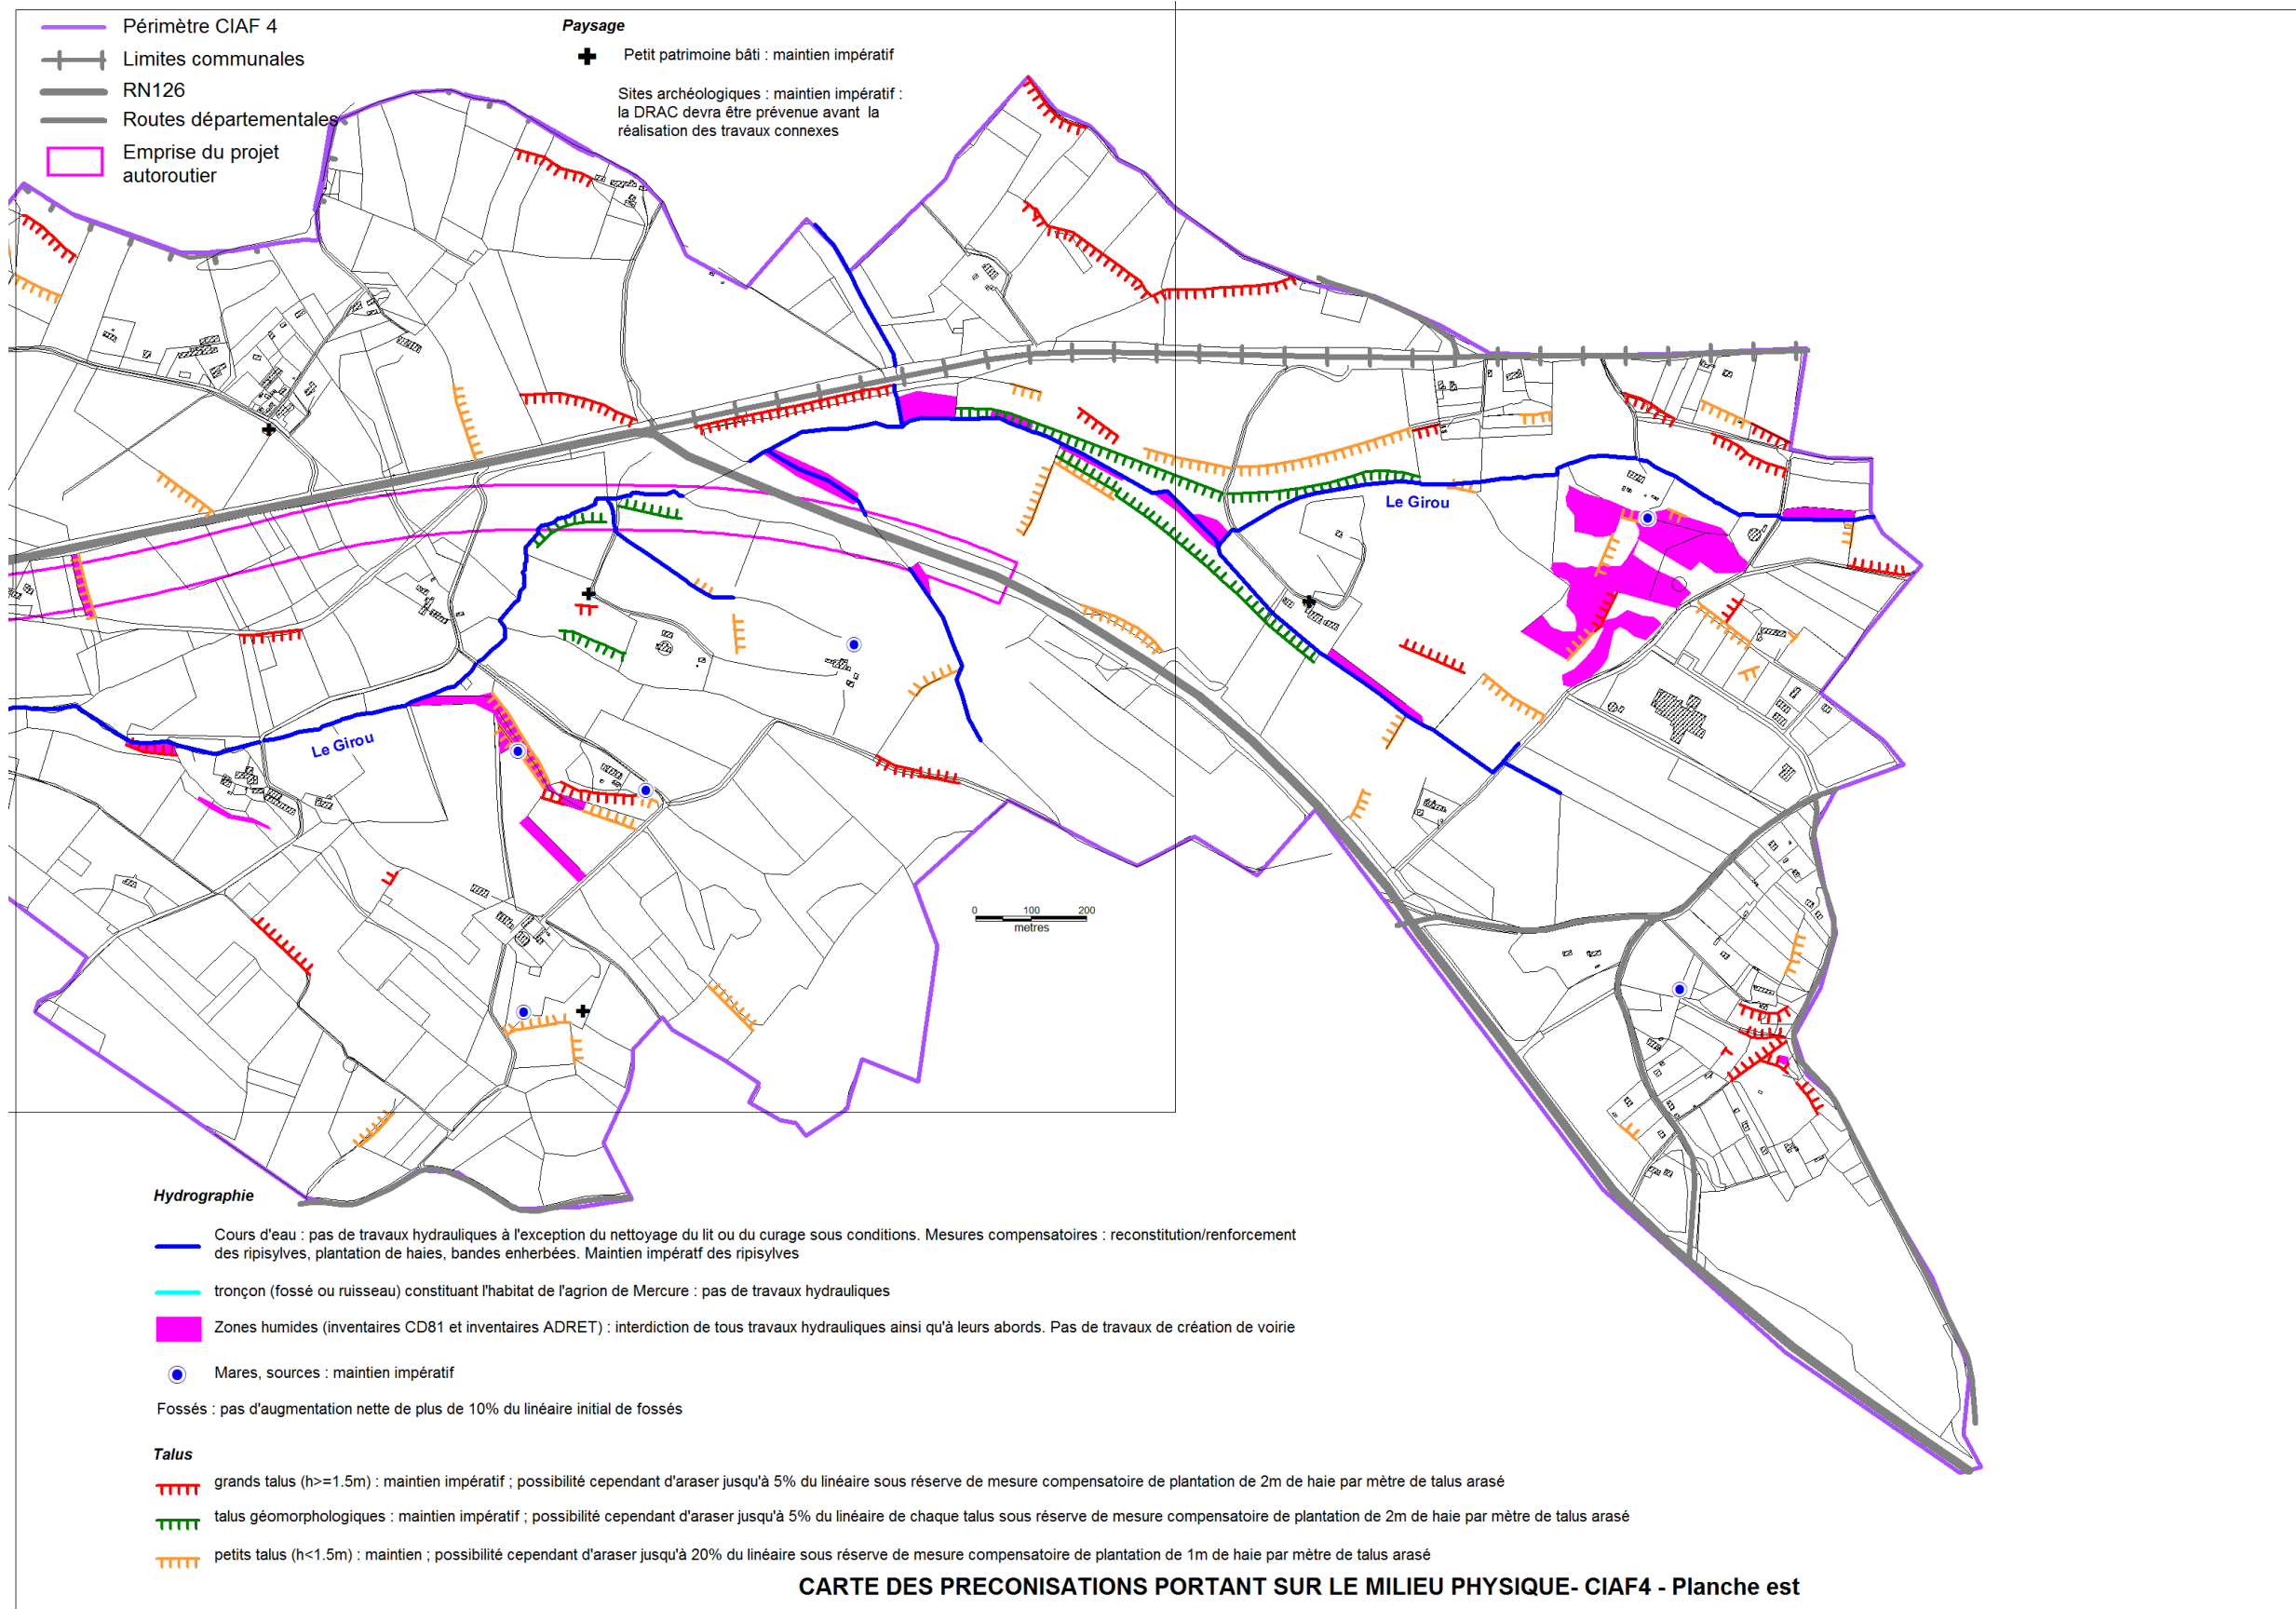 Périmètre CIAF 4
Limites communales
RN126
Routes départementales
Emprise du projet
autoroutier
Paysage
Petit patrimoine bâti : maintien impératif
Sites archéologiques : maintien impératif :
la DRAC devra être prévenue avant la
réalisation des travaux connexes
Le Girou
Le Girou
0 100 200
metres
Hydrographie
Cours d'eau : pas de travaux hydrauliques à l'exception du nettoyage du lit ou du curage sous conditions. Mesures compensatoires : reconstitution/renforcement
des ripisylves, plantation de haies, bandes enherbées. Maintien impératf des ripisylves
tronçon (fossé ou ruisseau) constituant l'habitat de l'agrion de Mercure : pas de travaux hydrauliques
Zones humides (inventaires CD81 et inventaires ADRET) : interdiction de tous travaux hydrauliques ainsi qu'à leurs abords. Pas de travaux de création de voirie
Mares, sources : maintien impératif
Fossés : pas d'augmentation nette de plus de 10% du linéaire initial de fossés
Talus
grands talus (h>=1.5m) : maintien impératif ; possibilité cependant d'araser jusqu'à 5% du linéaire sous réserve de mesure compensatoire de plantation de 2m de haie par mètre de talus arasé
talus géomorphologiques : maintien impératif ; possibilité cependant d'araser jusqu'à 5% du linéaire de chaque talus sous réserve de mesure compensatoire de plantation de 2m de haie par mètre de talus arasé
petits talus (h<1.5m) : maintien ; possibilité cependant d'araser jusqu'à 20% du linéaire sous réserve de mesure compensatoire de plantation de 1m de haie par mètre de talus arasé
CARTE DES PRECONISATIONS PORTANT SUR LE MILIEU PHYSIQUE- CIAF4 - Planche est